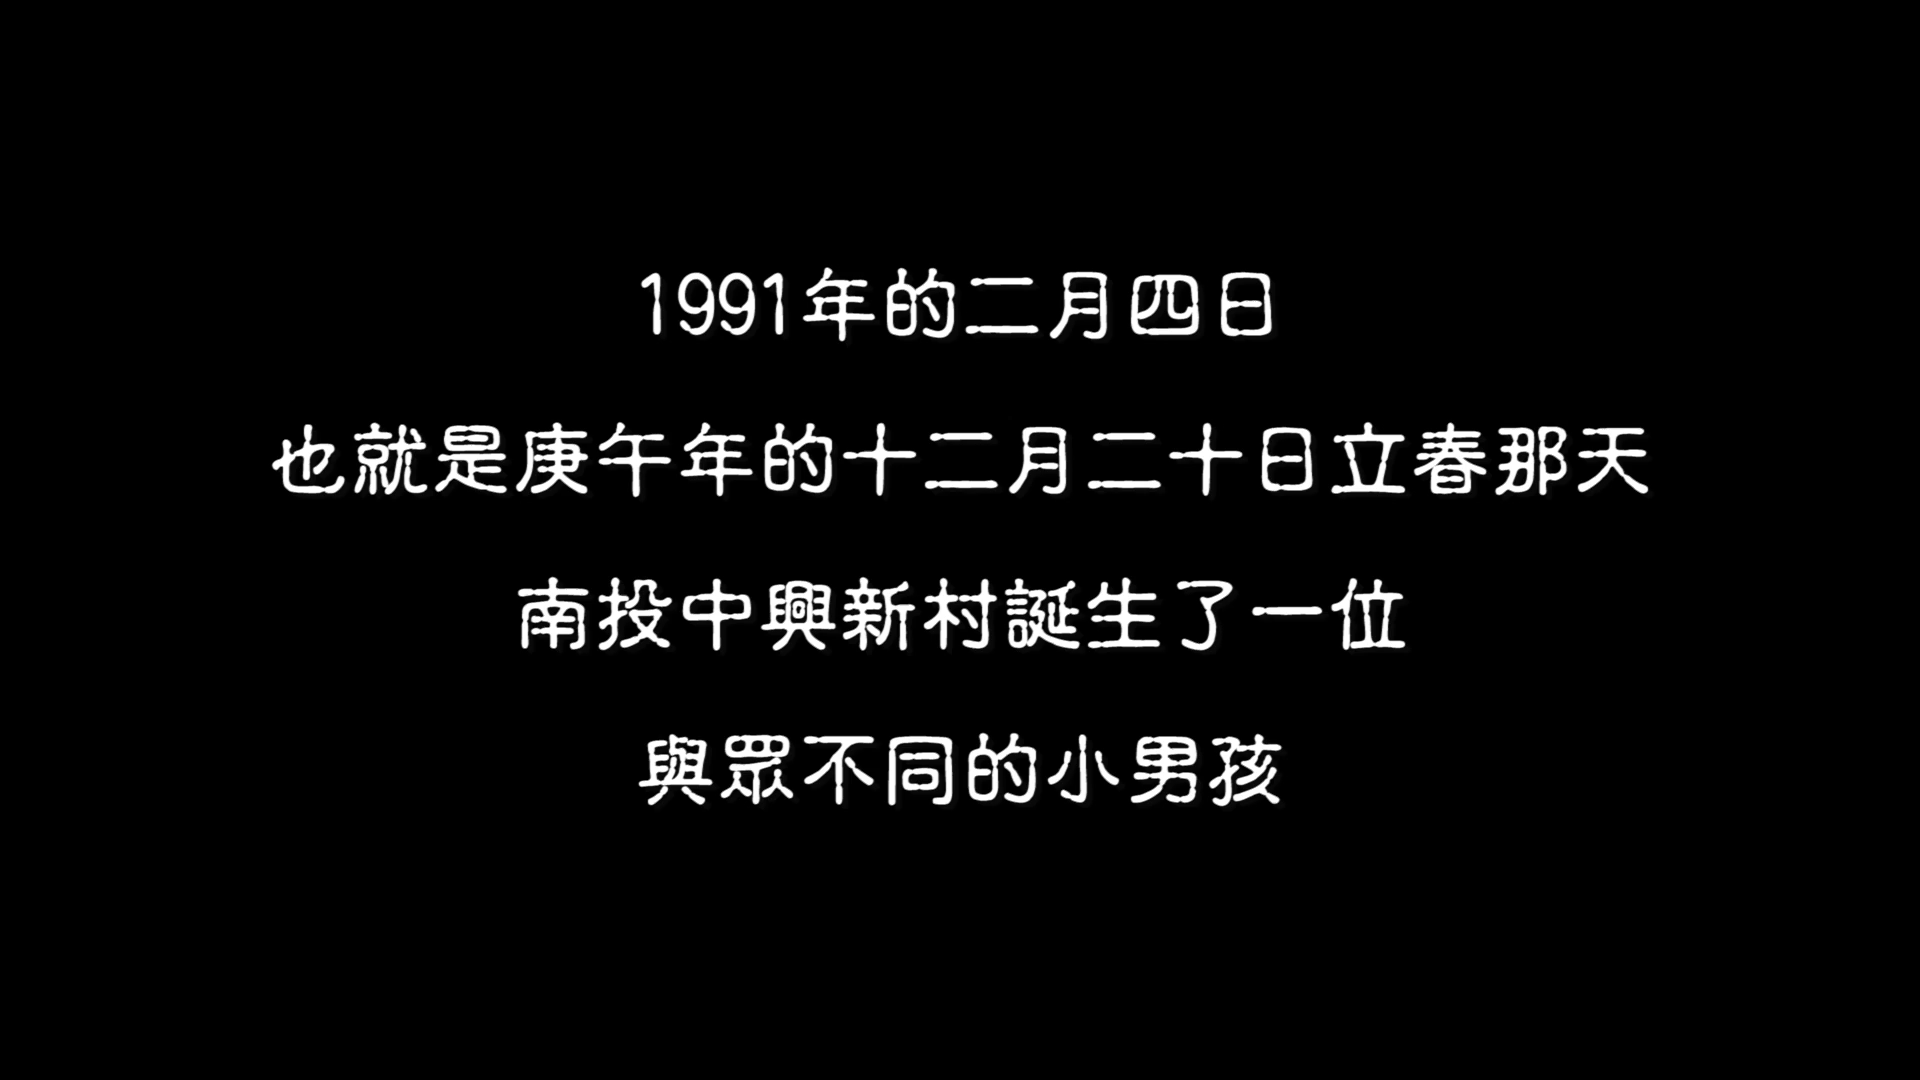 1991年的二月四日
也就是庚午年的十二月二十日立春那天
南投中興新村誕生了一位
與眾不同的小男孩